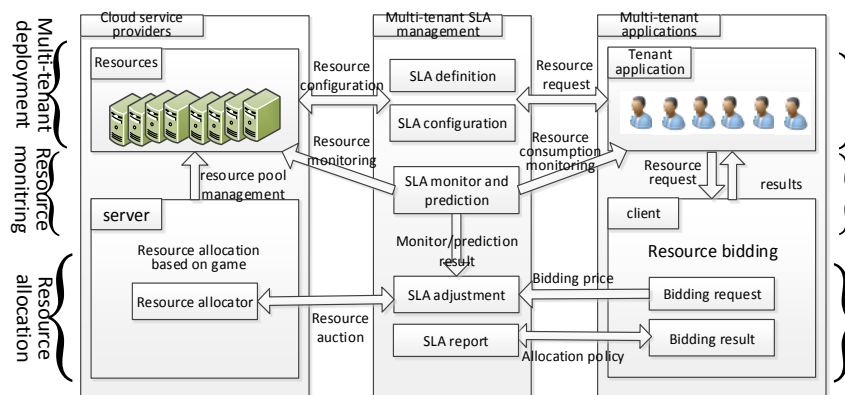 Cloud service
providers
Multi-tenant SLA
management
Multi-tenant
applications
Multi-tenant
deployment
Resources
Resource
configuration
SLA definition
SLA configuration
Resource
request
Tenant
application
Resource
monitring
resource pool
management
Resource
monitoring
SLA monitor and
prediction
Resource
consumption
monitoring
Resource
request
results
server
Resource allocation
based on game
Resource allocator
Monitor/prediction
result
client
Resource bidding
Resource
allocation
Resource
auction
SLA adjustment
SLA report
Bidding price
Allocation policy
Bidding request
Bidding result